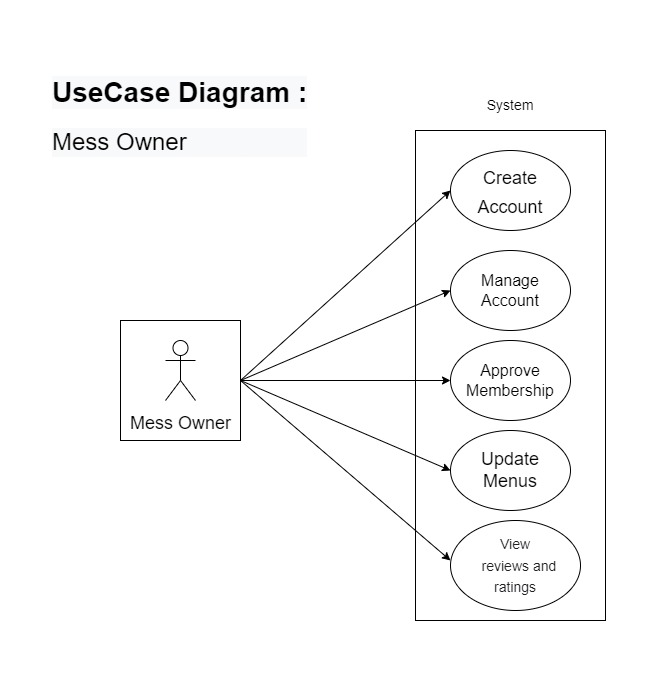 UseCase Diagram :
Mess Owner
System
Create
Account
Manage
Account
Approve
Membership
Mess Owner
Update
Menus
View
reviews and
ratings